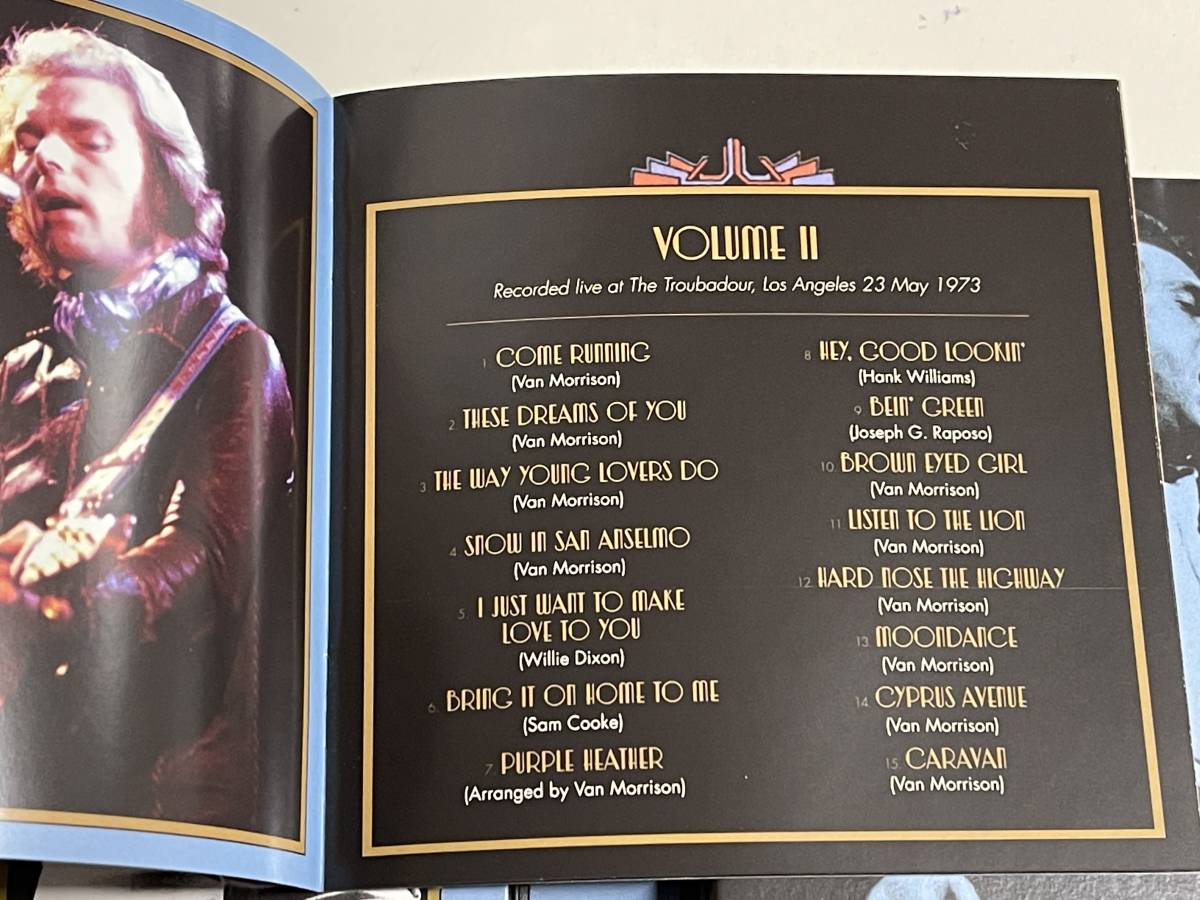 VOLUME II
Recorded live at The Troubadour, Los Angeles 23 May 1973
1 COME RUNNING
(Van Morrison)
2. THESE DREAMS OF YOU
(Van Morrison)
3 THE WAY YOUNG LOVERS DO
(Van Morrison)
4 SNOW IN SAN ANSELMO
(Van Morrison)
5. I JUST WANT TO MAKE
LOVE TO YOU
(Willie Dixon)
6. BRING IT ON HOME TO ME
(Sam Cooke)
7. PURPLE HEATHER
(Arranged by Van Morrison)
8 HEY, GOOD LOOKIN'
(Hank Williams)
9. BEIN' GREEN
(Joseph G. Raposo)
10. BROWN EYED GIRL
(Van Morrison)
11. LISTEN TO THE LION
(Van Morrison)
12. HARD NOSE THE HIGHWAY
(Van Morrison)
13. MOONDANCE
(Van Morrison)
14. CYPRUS AVENUE
(Van Morrison)
15. CARAVAN
(Van Morrison)